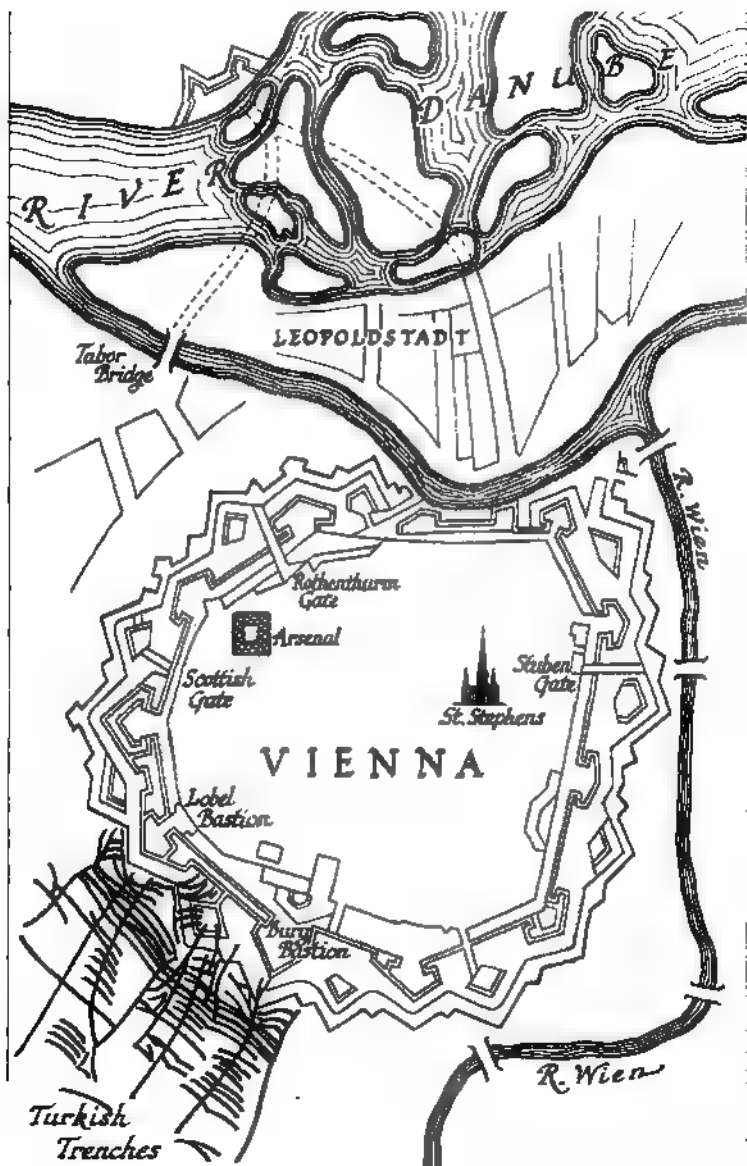 RIVER DANUBE
LEOPOLDSTADT
Tabor
Bridge
R. Wien
Rothenthurm
Gate
Arsenal
Scottish
Gate
Stuben
Gate
St. Stephens
VIENNA
Lobel
Bastion
Burg
Bastion
R. Wien
Turkish
Trenches